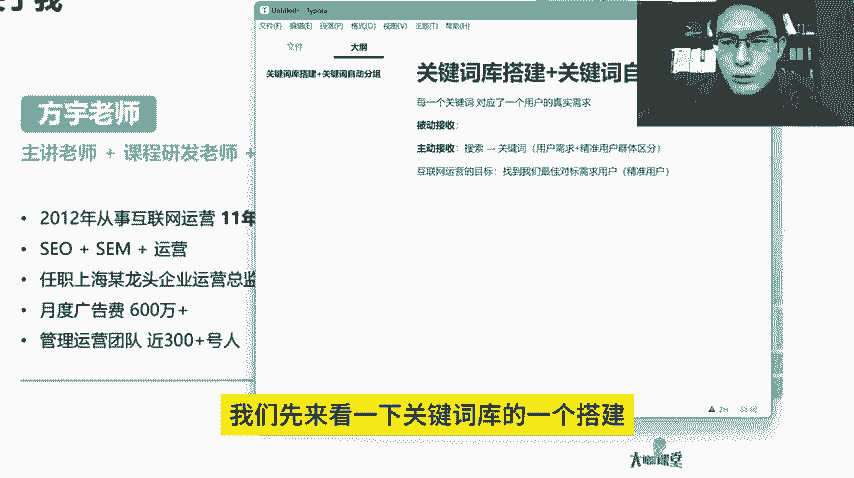 方宇老师
主讲老师 + 课程研发老师 +
• 2012年从事互联网运营 11年
• SEO + SEM + 运营
• 任职上海某龙头企业运营总监
• 月度广告费 600万+
• 管理运营团队 近300+号人
文件(F) 编辑(E) 段落(P) 格式(O) 视图(V) 主题(T) 帮助(H)
文件 大纲
关键词库搭建+关键词自动分组
关键词库搭建+关键词自
每一个关键词 对应了一个用户的真实需求
被动接收:
主动接收: 搜索 → 关键词 (用户需求+精准用户群体区分)
互联网运营的目标: 找到我们最佳对标需求用户 (精准用户)
我们先来看一下关键词库的一个搭建